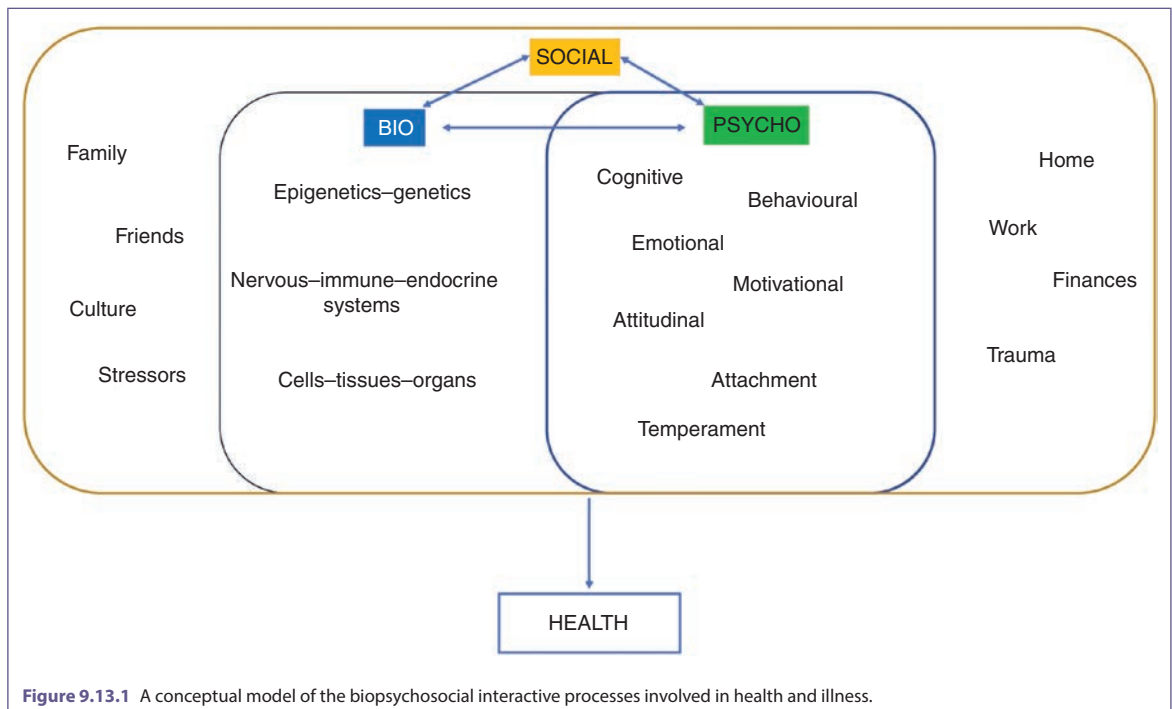 SOCIAL
BIO
PSYCHO
Family
Friends
Culture
Stressors
Epigenetics–genetics
Nervous–immune–endocrine
systems
Cells–tissues–organs
Cognitive
Behavioural
Emotional
Motivational
Attitudinal
Attachment
Temperament
Home
Work
Finances
Trauma
HEALTH
Figure 9.13.1 A conceptual model of the biopsychosocial interactive processes involved in health and illness.